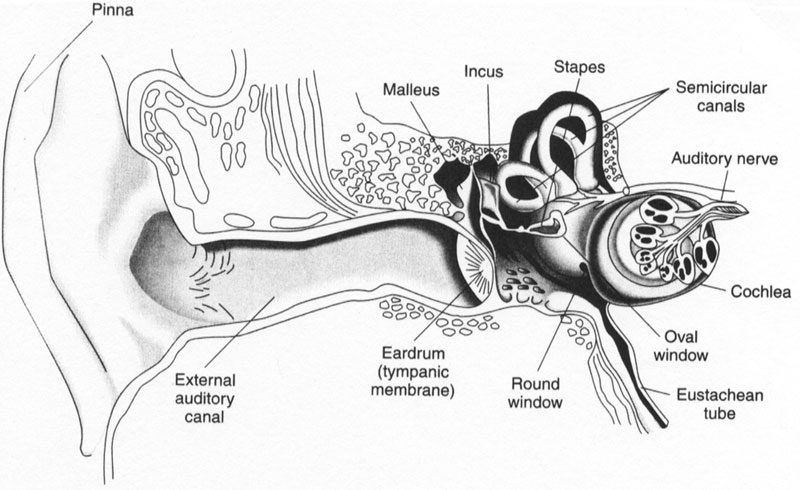 Pinna
Malleus
Incus
Stapes
Semicircular
canals
Auditory nerve
Cochlea
Oval
window
Eustachean
tube
Round
window
Eardrum
(tympanic
membrane)
External
auditory
canal